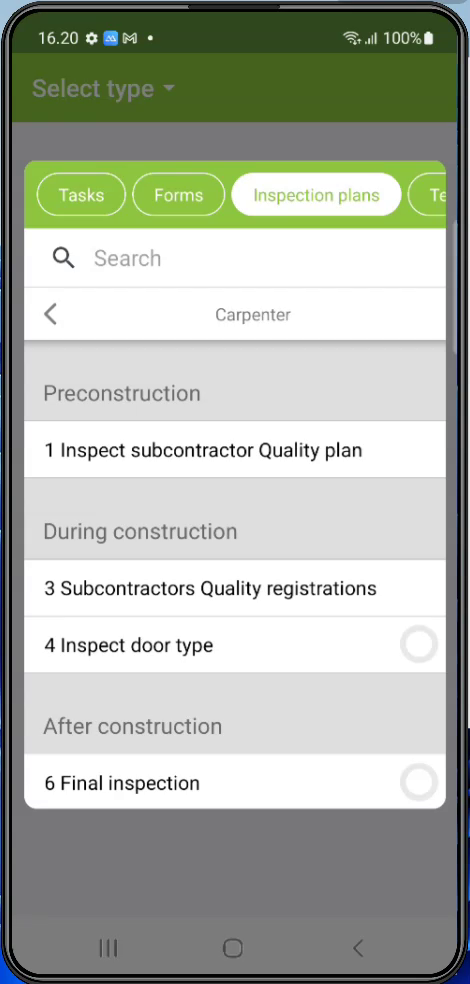 16.20 100%
Select type
Tasks Forms Inspection plans Te
Search
Carpenter
Preconstruction
1 Inspect subcontractor Quality plan
During construction
3 Subcontractors Quality registrations
4 Inspect door type
After construction
6 Final inspection